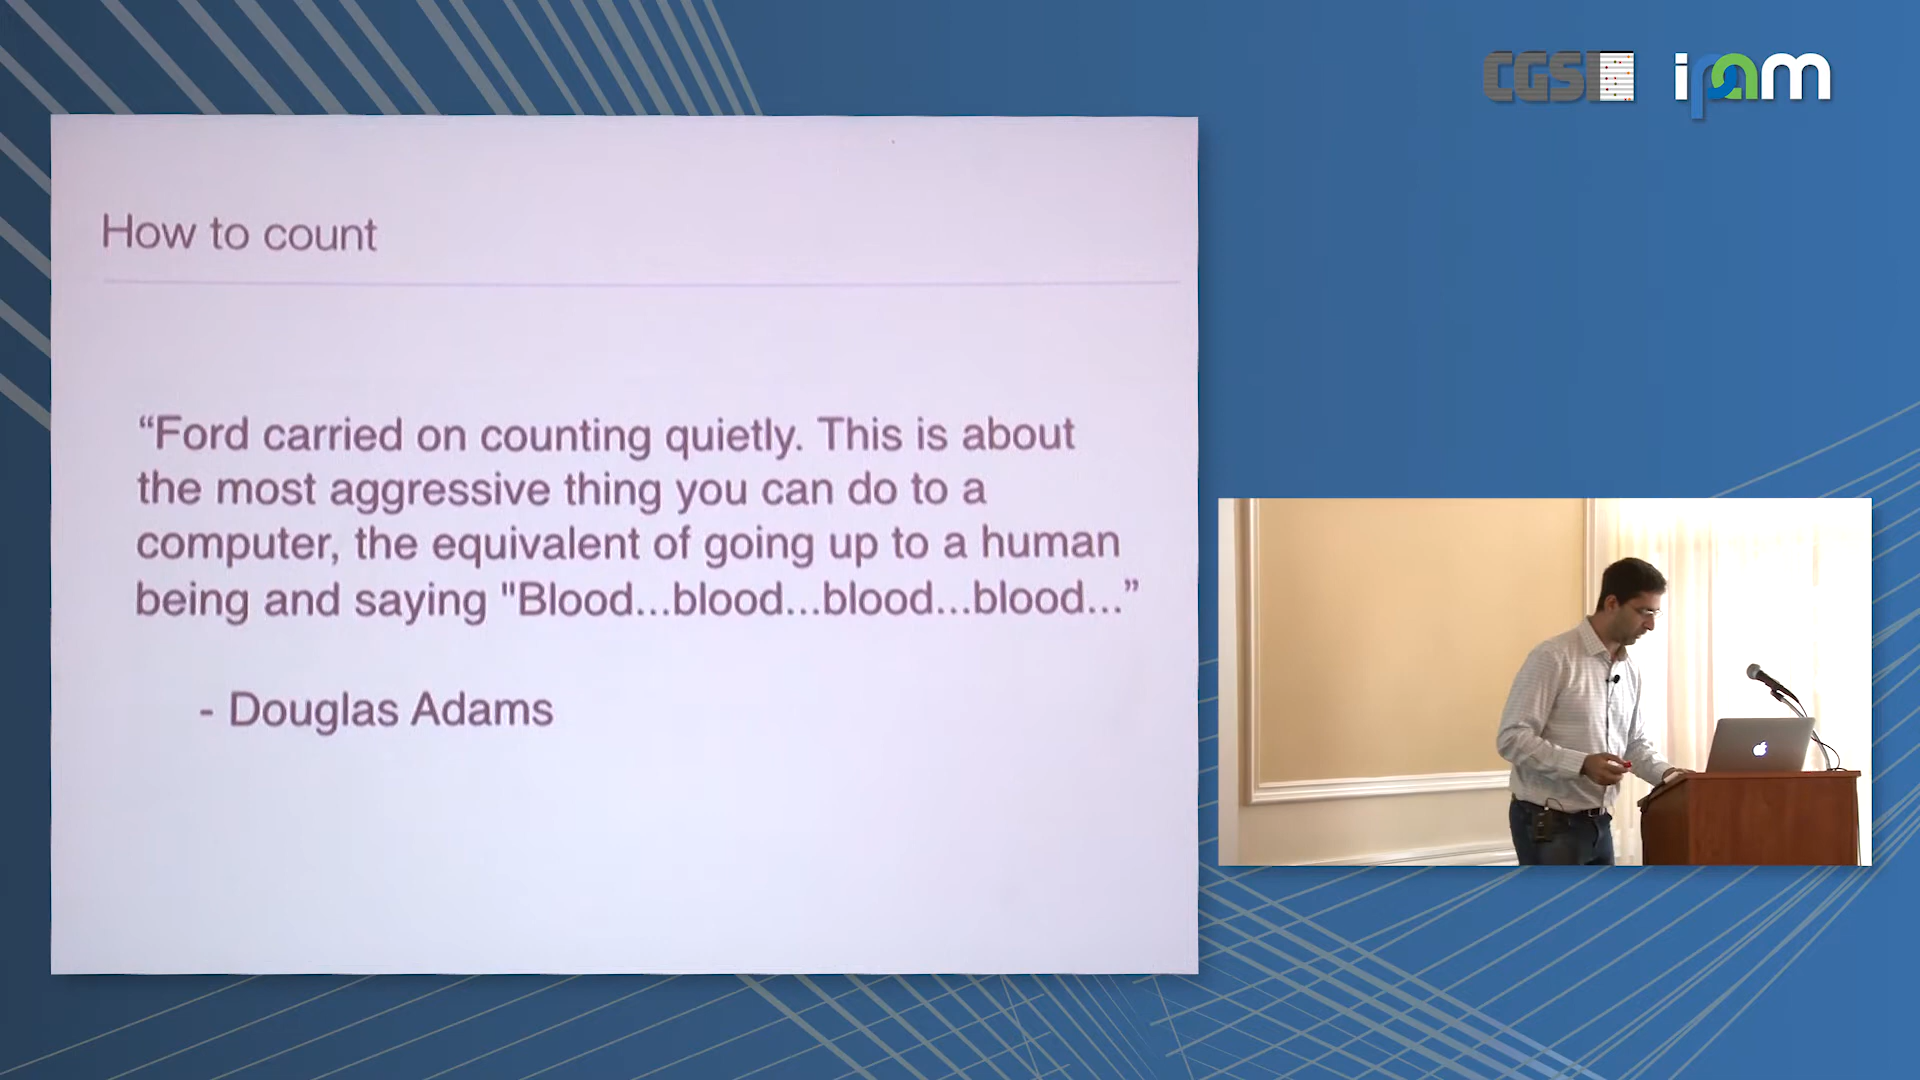 CGSI
ipam
How to count
“Ford carried on counting quietly. This is about
the most aggressive thing you can do to a
computer, the equivalent of going up to a human
being and saying "Blood...blood...blood...blood...”
- Douglas Adams